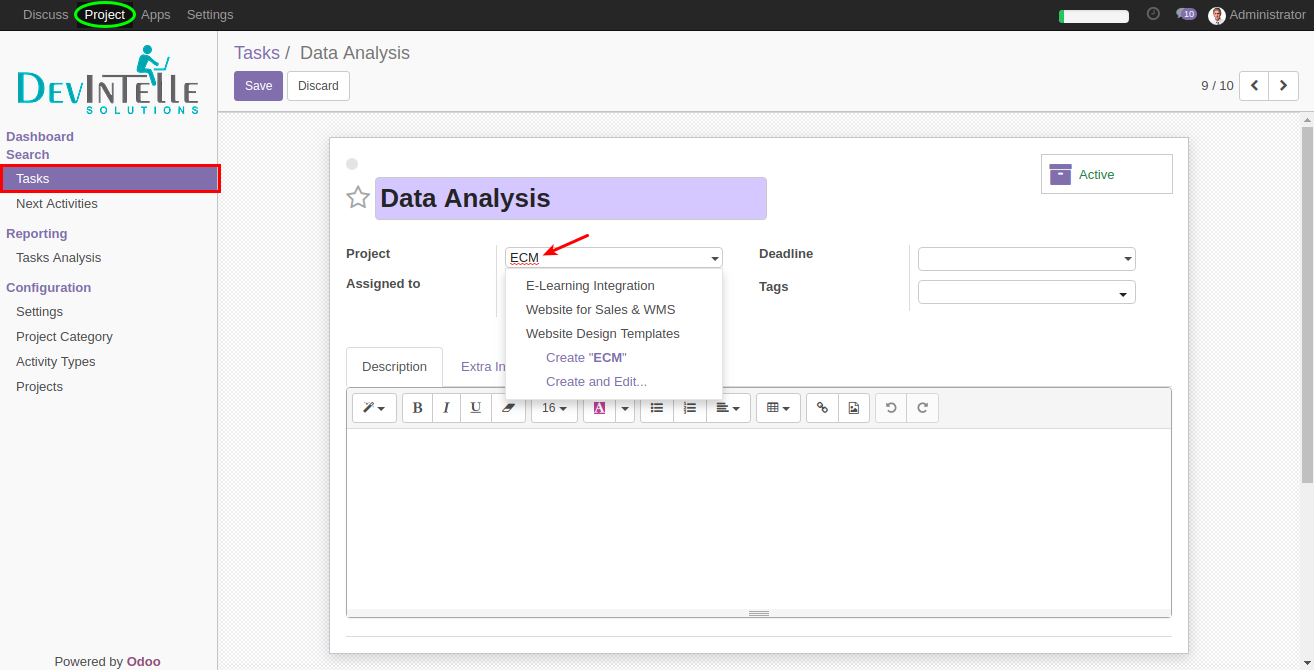 Discuss Project Apps Settings
10 Administrator
DevIntelle
SOLUTIONS
Dashboard
Search
Tasks
Next Activities
Reporting
Tasks Analysis
Configuration
Settings
Project Category
Activity Types
Projects
Powered by Odoo
Tasks / Data Analysis
Save Discard
9 / 10
Active
Data Analysis
Project ECM
Assigned to
E-Learning Integration
Website for Sales & WMS
Website Design Templates
Create "ECM"
Create and Edit...
Deadline
Tags
Description Extra In
B I U 16 A